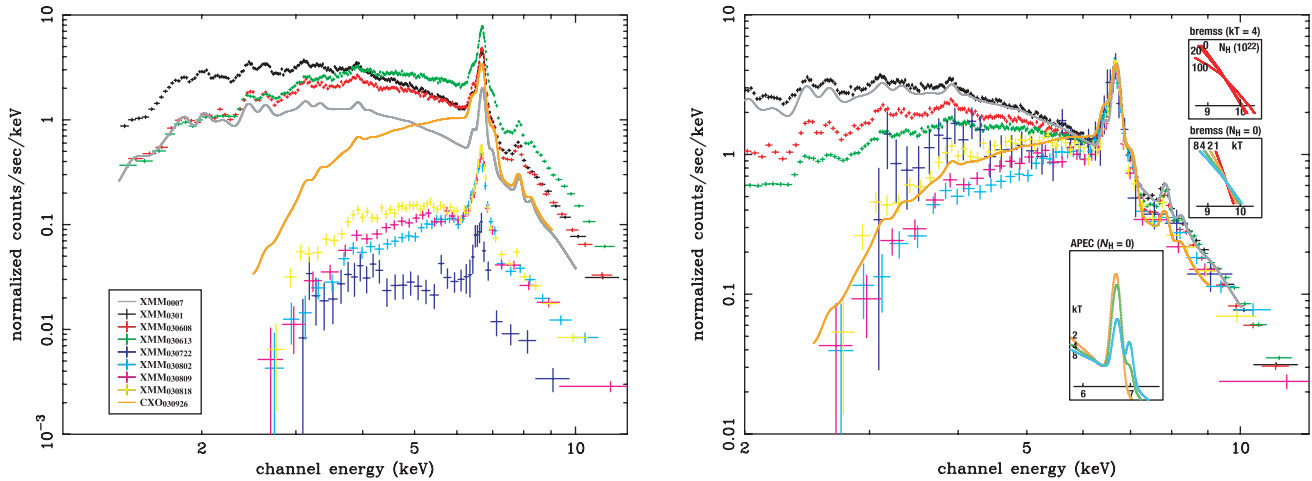 normalized counts/sec/keV
10
1
0.1
0.01
10⁻³
XMM0007
XMM0301
XMM030608
XMM030613
XMM030722
XMM030802
XMM030809
XMM030818
CXO030926
2
5
10
channel energy (keV)
normalized counts/sec/keV
10
1
0.1
0.01
bremss (kT = 4)
0 N_H (10²²)
20
100
9 10
bremss (N_H = 0)
8 4 2 1 kT
9 10
APEC (N_H = 0)
kT
2
4
8
6 7
2
5
10
channel energy (keV)